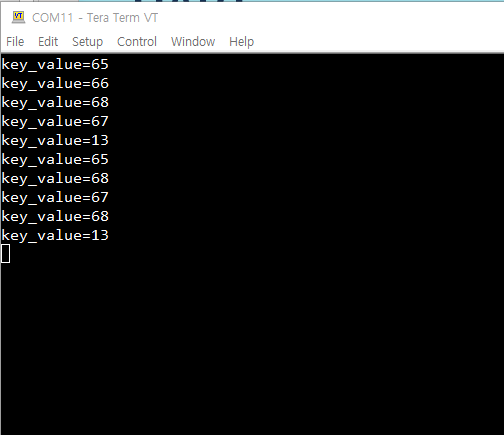 COM11 - Tera Term VT
File Edit Setup Control Window Help
key_value=65
key_value=66
key_value=68
key_value=67
key_value=13
key_value=65
key_value=68
key_value=67
key_value=68
key_value=13